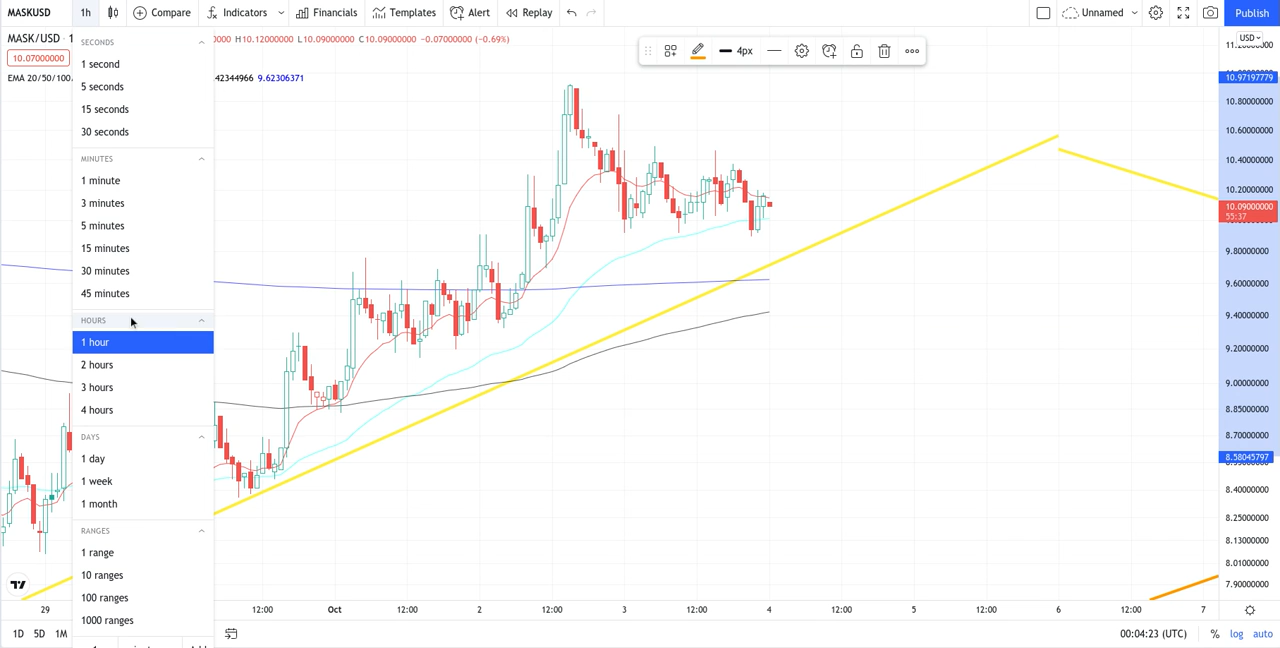 MASKUSD 1h Compare Indicators Financials Templates Alert Replay Unnamed Publish
MASK/USD · 1 0000 H10.12000000 L10.09000000 C10.09000000 −0.07000000 (−0.69%)
10.07000000
EMA 20/50/100 .42344966 9.62306371
4px
SECONDS
1 second
5 seconds
15 seconds
30 seconds
MINUTES
1 minute
3 minutes
5 minutes
15 minutes
30 minutes
45 minutes
HOURS
1 hour
2 hours
3 hours
4 hours
DAYS
1 day
1 week
1 month
RANGES
1 range
10 ranges
100 ranges
1000 ranges
USD
10.97197779
10.80000000
10.60000000
10.40000000
10.20000000
10.09000000
55:37
9.80000000
9.60000000
9.40000000
9.20000000
9.00000000
8.85000000
8.70000000
8.58045797
8.40000000
8.25000000
8.13000000
7.90000000
29 12:00 Oct 12:00 2 12:00 3 12:00 4 12:00 5 12:00 6 12:00 7
1D 5D 1M 00:04:23 (UTC) % log auto